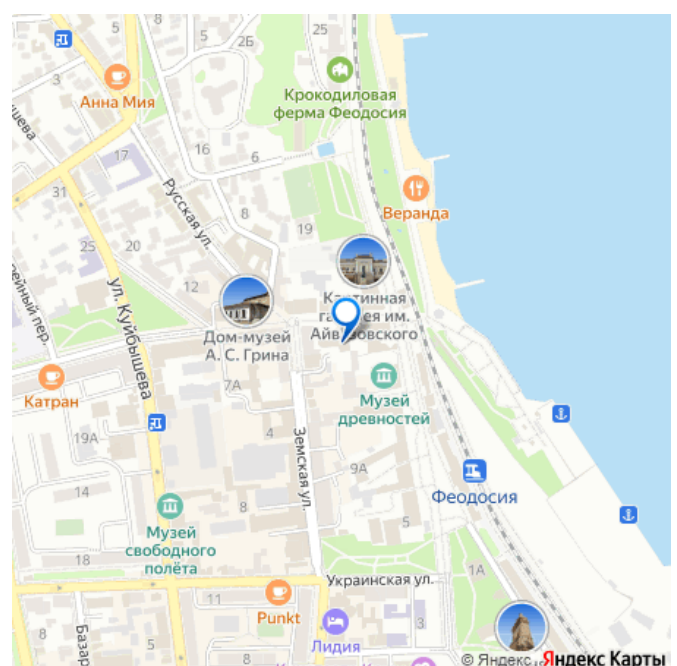 5
2Б
25
3
5
Анна Мия
Крокодиловая
ферма Феодосия
17
16
6
31
Русская ул.
8
Веранда
19
25
20
12
ул. Куйбышева
Картинная
галерея им.
Айвазовского
Дом-музей
А. С. Грина
7А
Катран
Музей
древностей
19А
4
Земская ул.
9А
14
8
Феодосия
5
Музей
свободного
полёта
18
Украинская ул.
1А
11
Punkt
3
Лидия
8
4
5
© Яндекс
Яндекс Карты